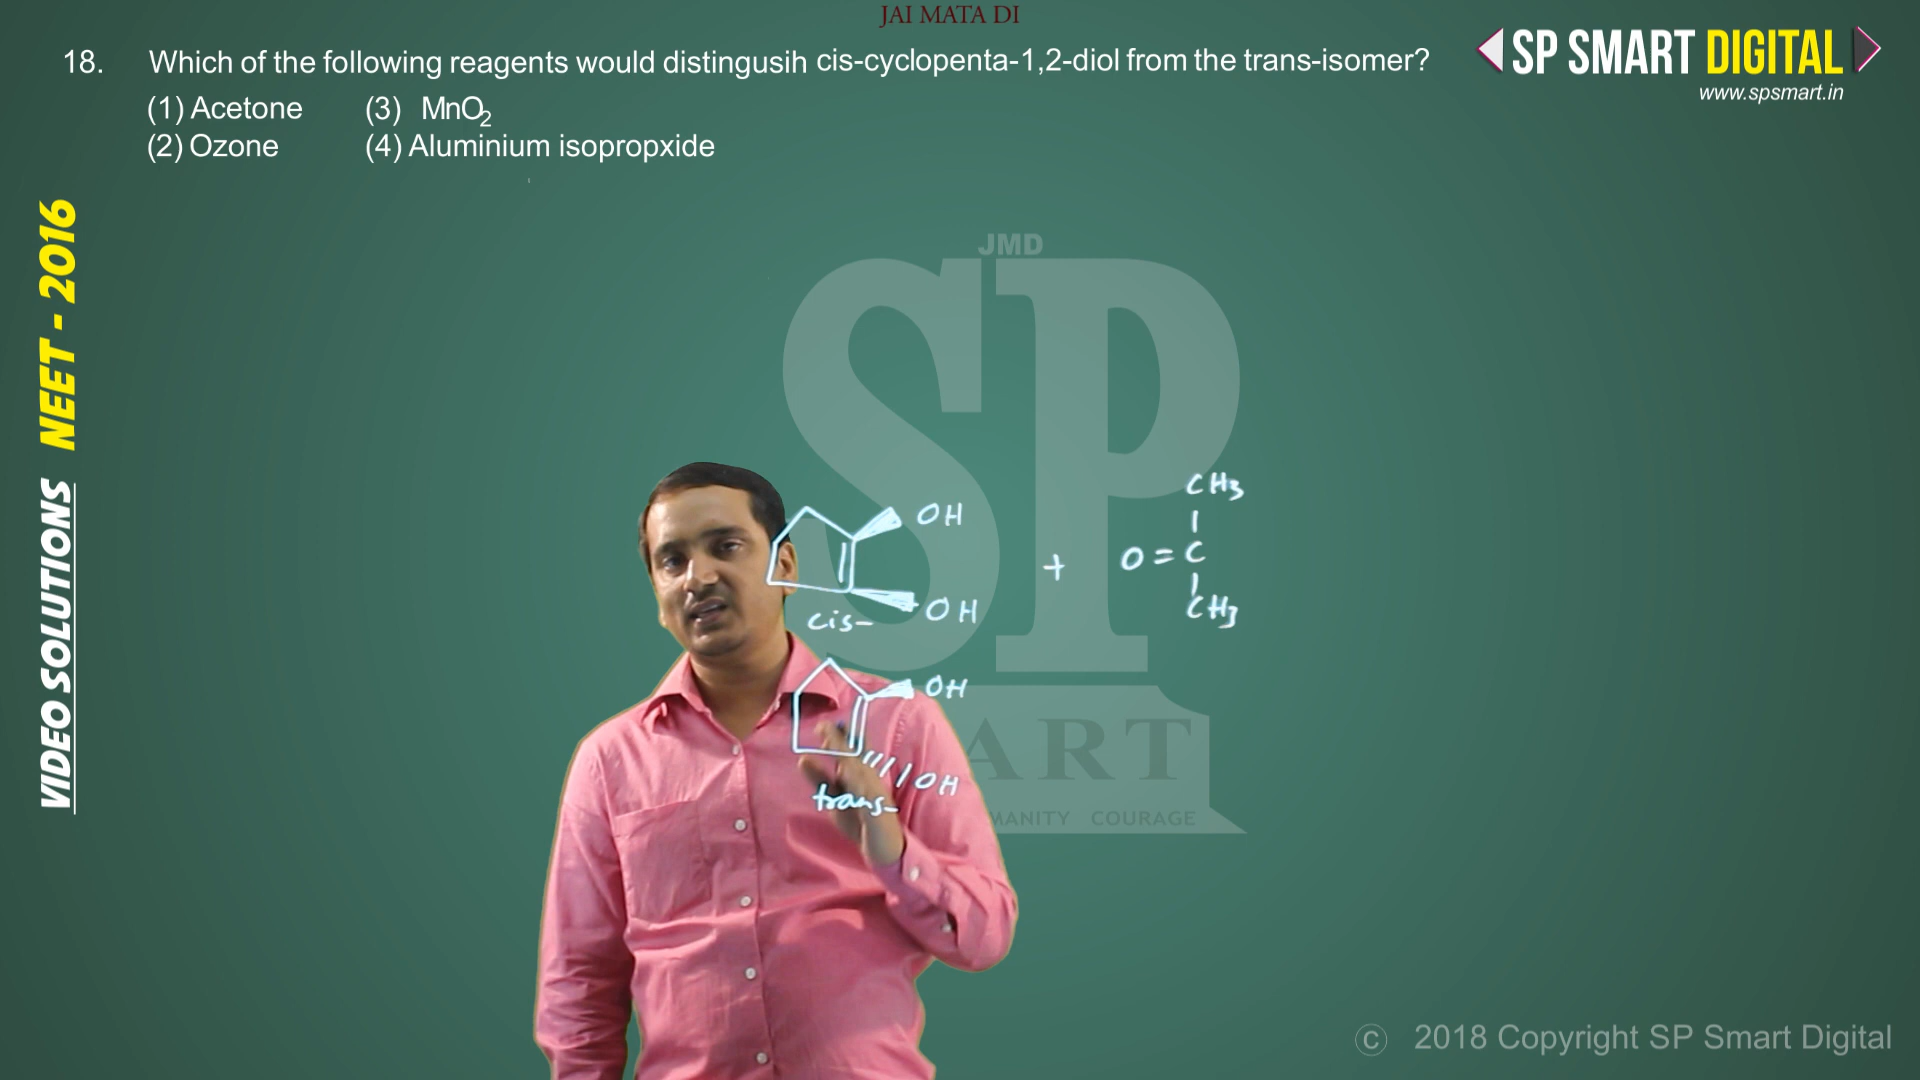 JAI MATA DI
18. Which of the following reagents would distingusih cis-cyclopenta-1,2-diol from the trans-isomer?
(1) Acetone (3) MnO2
(2) Ozone (4) Aluminium isopropxide
SP SMART DIGITAL
www.spsmart.in
VIDEO SOLUTIONS NEET - 2016
JMD
SP
ART
MANITY COURAGE
CH3
OH
+ O=C
CH3
OH
cis-
OH
OH
trans-
© 2018 Copyright SP Smart Digital